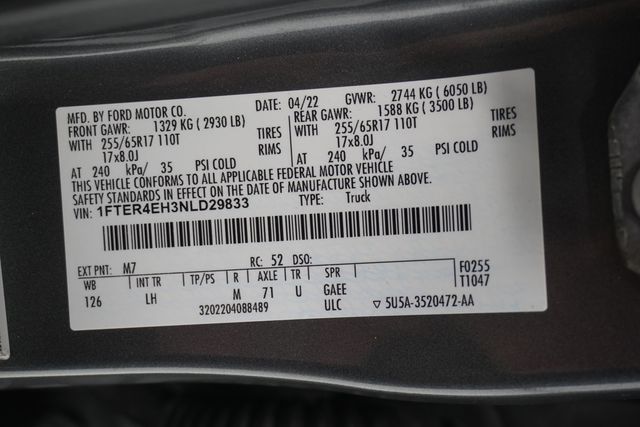 MFD. BY FORD MOTOR CO. DATE: 04/22 GVWR: 2744 KG ( 6050 LB)
FRONT GAWR: 1329 KG ( 2930 LB) REAR GAWR: 1588 KG ( 3500 LB)
WITH 255/65R17 110T TIRES WITH 255/65R17 110T TIRES
17x8.0J RIMS 17x8.0J RIMS
AT 240 kPa/ 35 PSI COLD AT 240 kPa/ 35 PSI COLD
THIS VEHICLE CONFORMS TO ALL APPLICABLE FEDERAL MOTOR VEHICLE
SAFETY STANDARDS IN EFFECT ON THE DATE OF MANUFACTURE SHOWN ABOVE.
VIN: 1FTER4EH3NLD29833 TYPE: Truck
EXT PNT: M7 RC: 52 DSO: F0255
WB INT TR TP/PS R AXLE TR SPR T1047
126 LH M 71 U GAEE
3202204088489 ULC ▽ 5U5A-3520472-AA